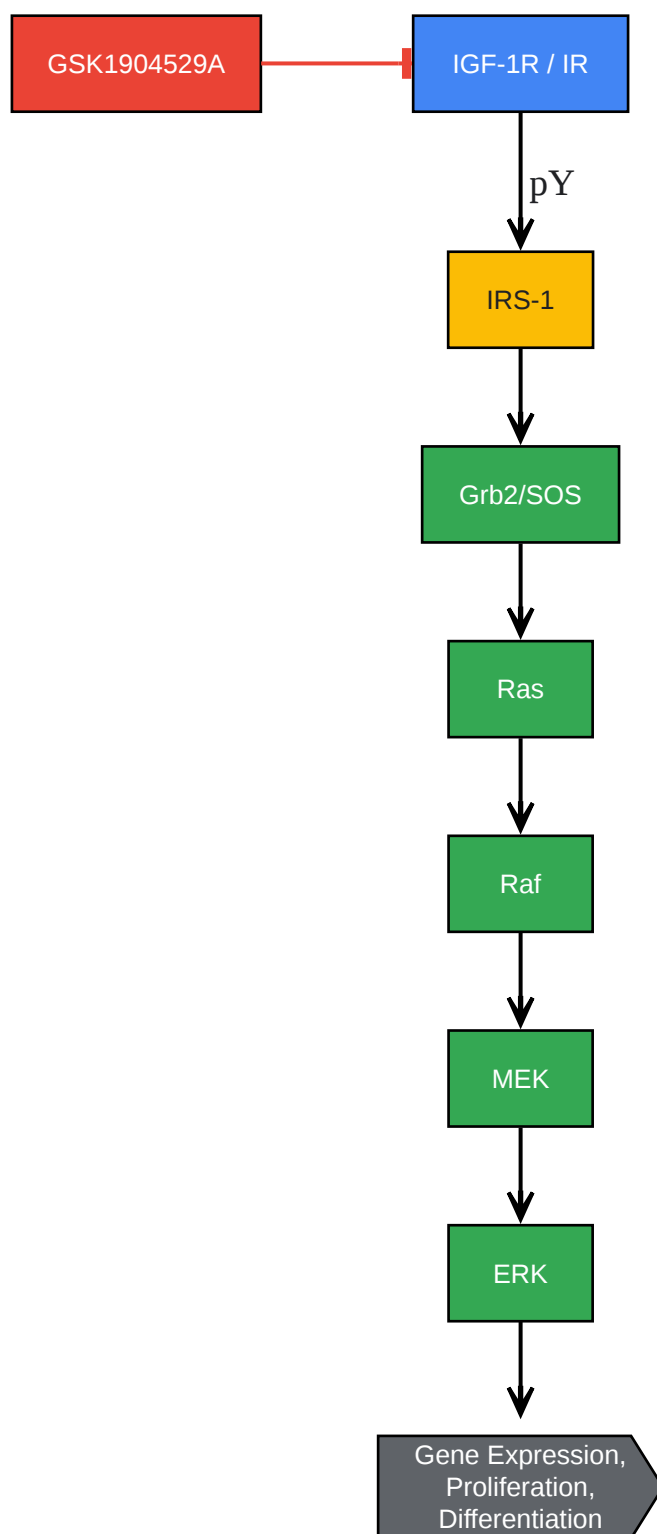 GSK1904529A
IGF-1R / IR
pY
IRS-1
Grb2/SOS
Ras
Raf
MEK
ERK
Gene Expression,
Proliferation,
Differentiation